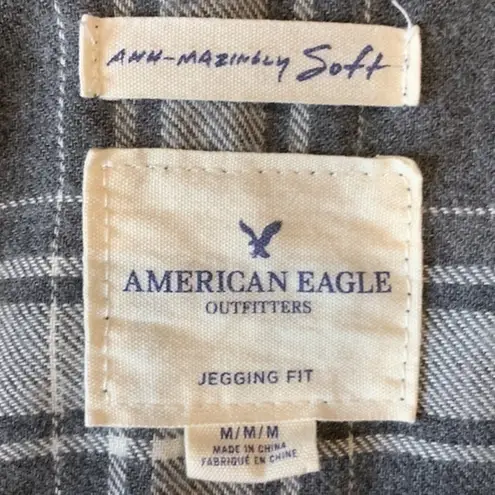 AHH-MAZINGLY Soft
AMERICAN EAGLE
OUTFITTERS
JEGGING FIT
M/M/M
MADE IN CHINA
FABRIQUÉ EN CHINE